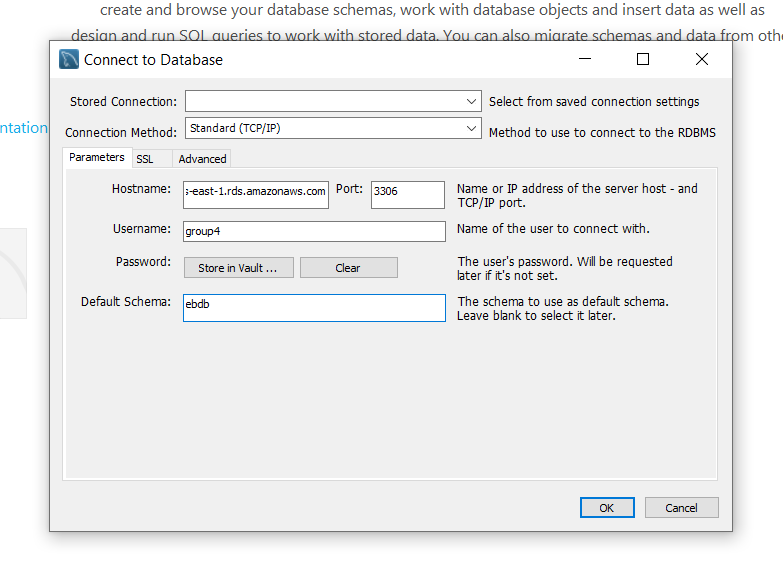 create and browse your database schemas, work with database objects and insert data as well as
design and run SQL queries to work with stored data. You can also migrate schemas and data from othe
Connect to Database
Stored Connection:
Select from saved connection settings
ntation
Connection Method: Standard (TCP/IP)
Method to use to connect to the RDBMS
Parameters SSL Advanced
Hostname: s-east-1.rds.amazonaws.com Port: 3306
Name or IP address of the server host - and
TCP/IP port.
Username: group4
Name of the user to connect with.
Password: Store in Vault ... Clear
The user's password. Will be requested
later if it's not set.
Default Schema: ebdb
The schema to use as default schema.
Leave blank to select it later.
OK Cancel